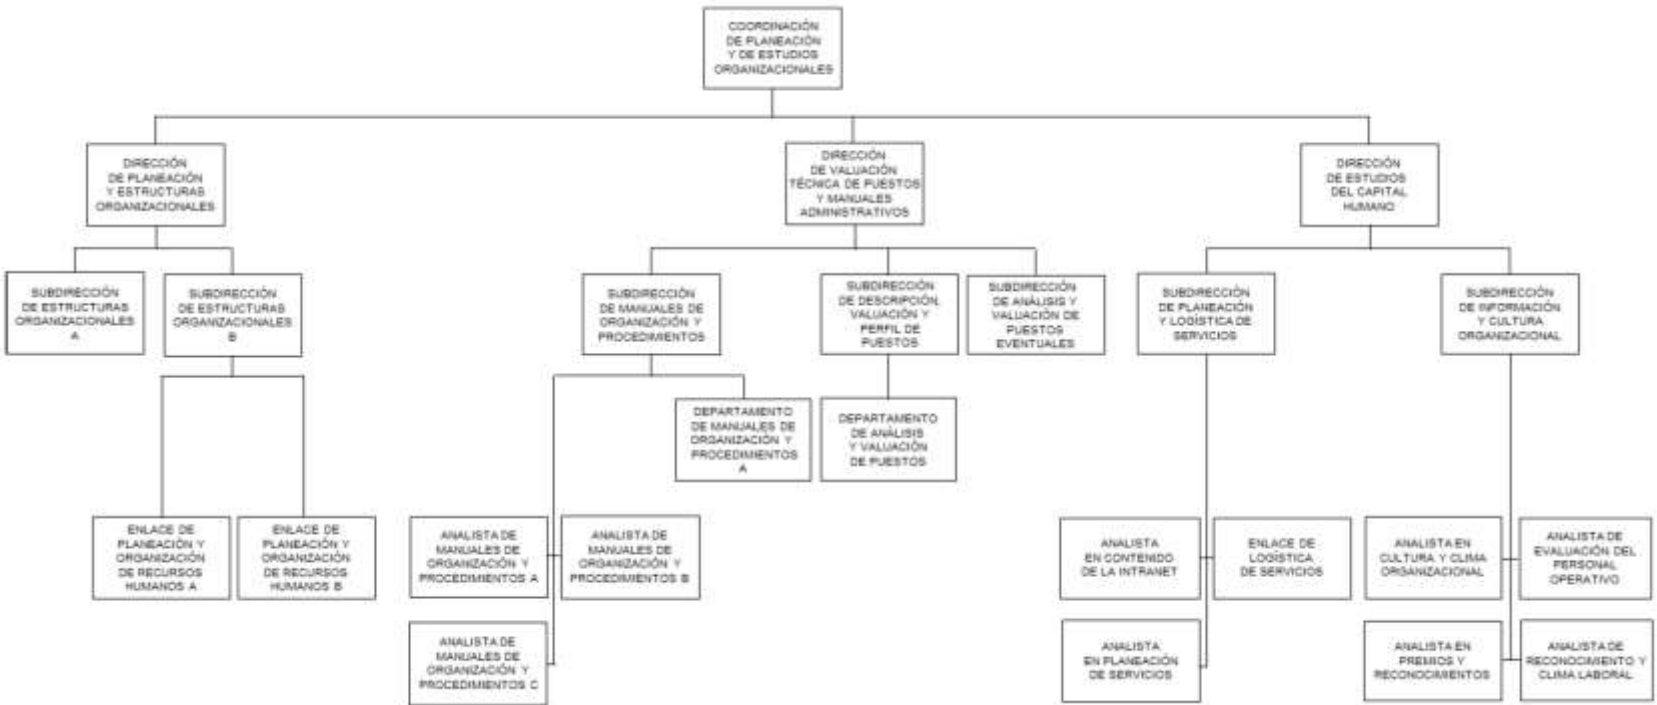 COORDINACIÓN
DE PLANEACIÓN
Y DE ESTUDIOS
ORGANIZACIONALES
DIRECCIÓN
DE PLANEACIÓN
Y ESTRUCTURAS
ORGANIZACIONALES
DIRECCIÓN
DE VALUACIÓN
TÉCNICA DE PUESTOS
Y MANUALES
ADMINISTRATIVOS
DIRECCIÓN
DE ESTUDIOS
DEL CAPITAL
HUMANO
SUBDIRECCIÓN
DE ESTRUCTURAS
ORGANIZACIONALES
A
SUBDIRECCIÓN
DE ESTRUCTURAS
ORGANIZACIONALES
B
SUBDIRECCIÓN
DE MANUALES DE
ORGANIZACIÓN Y
PROCEDIMIENTOS
SUBDIRECCIÓN
DE DESCRIPCIÓN,
VALUACIÓN Y
PERFIL DE
PUESTOS
SUBDIRECCIÓN
DE ANÁLISIS Y
VALUACIÓN DE
PUESTOS
EVENTUALES
SUBDIRECCIÓN
DE PLANEACIÓN
Y LOGÍSTICA DE
SERVICIOS
SUBDIRECCIÓN
DE INFORMACIÓN
Y CULTURA
ORGANIZACIONAL
DEPARTAMENTO
DE MANUALES DE
ORGANIZACIÓN Y
PROCEDIMIENTOS
A
DEPARTAMENTO
DE ANÁLISIS
Y VALUACIÓN
DE PUESTOS
ENLACE DE
PLANEACIÓN Y
ORGANIZACIÓN
DE RECURSOS
HUMANOS A
ENLACE DE
PLANEACIÓN Y
ORGANIZACIÓN
DE RECURSOS
HUMANOS B
ANALISTA DE
MANUALES DE
ORGANIZACIÓN Y
PROCEDIMIENTOS A
ANALISTA DE
MANUALES DE
ORGANIZACIÓN Y
PROCEDIMIENTOS B
ANALISTA
EN CONTENIDO
DE LA INTRANET
ENLACE DE
LOGÍSTICA
DE SERVICIOS
ANALISTA EN
CULTURA Y CLIMA
ORGANIZACIONAL
ANALISTA DE
EVALUACIÓN DEL
PERSONAL
OPERATIVO
ANALISTA DE
MANUALES DE
ORGANIZACIÓN Y
PROCEDIMIENTOS C
ANALISTA
EN PLANEACIÓN
DE SERVICIOS
ANALISTA EN
PREMIOS Y
RECONOCIMIENTOS
ANALISTA DE
RECONOCIMIENTO Y
CLIMA LABORAL